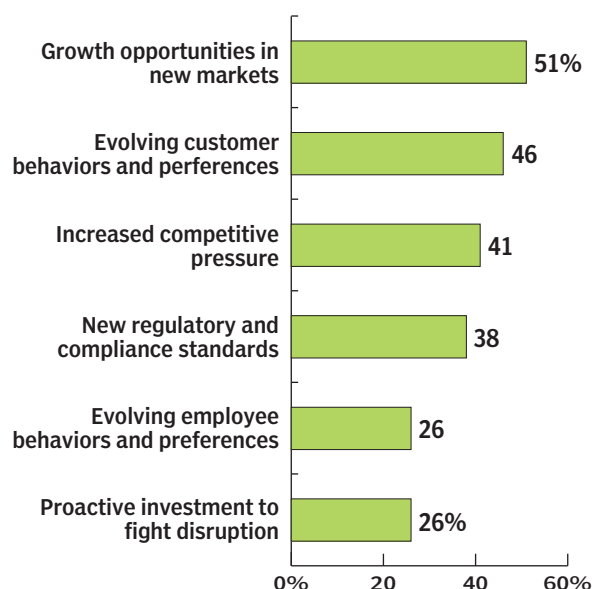 Growth opportunities in
new markets
51%
Evolving customer
behaviors and perferences
46
Increased competitive
pressure
41
New regulatory and
compliance standards
38
Evolving employee
behaviors and preferences
26
Proactive investment to
fight disruption
26%
0% 20 40 60%